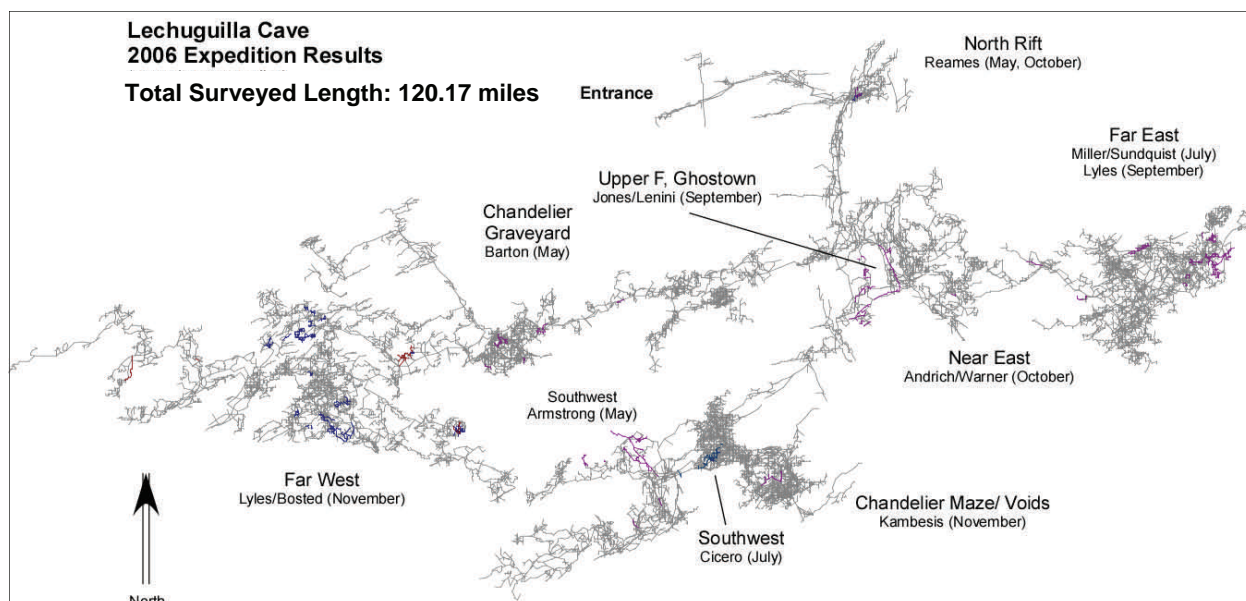 Lechuguilla Cave
2006 Expedition Results
Total Surveyed Length: 120.17 miles
Entrance
North Rift
Reames (May, October)
Far East
Miller/Sundquist (July)
Lyles (September)
Upper F, Ghostown
Jones/Lenini (September)
Chandelier
Graveyard
Barton (May)
Near East
Andrich/Warner (October)
Southwest
Armstrong (May)
Far West
Lyles/Bosted (November)
Chandelier Maze/ Voids
Kambesis (November)
Southwest
Cicero (July)
North